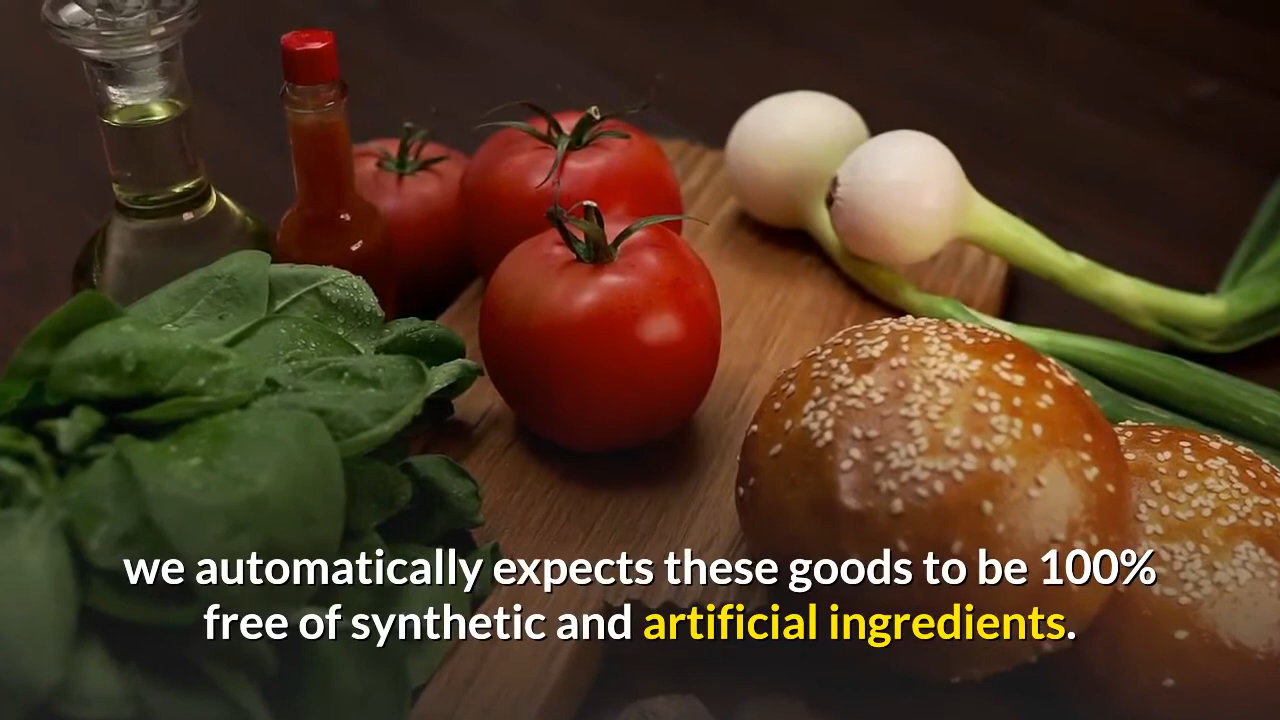 we automatically expects these goods to be 100%
free of synthetic and artificial ingredients.